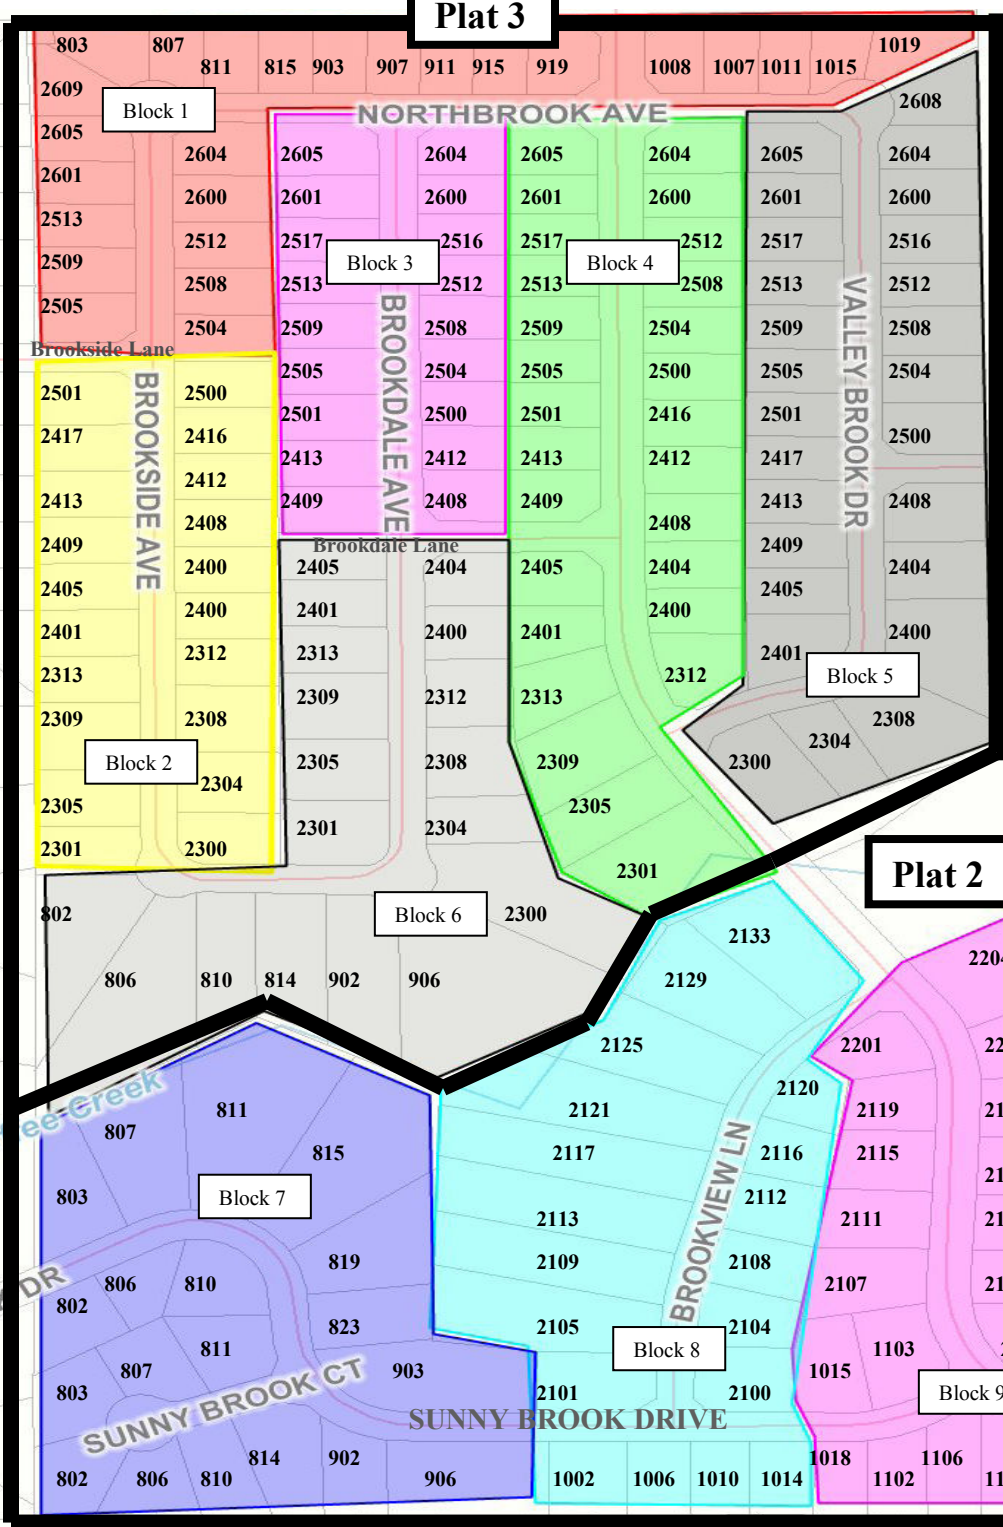 Plat 3
803 807 1019
811 815 903 907 911 915 919 1008 1007 1011 1015
2609 2608
Block 1 NORTHBROOK AVE
2605
2604 2605 2604 2605 2604 2605 2604
2601
2600 2601 2600 2601 2600 2601 2600
2513
2512 2517 2516 2517 2512 2517 2516
2509 Block 3 Block 4
2508 2513 2512 2513 2508 2513 2512
2505
2504 2509 2508 2509 2504 2509 2508
Brookside Lane
BROOKSIDE AVE
BROOKDALE AVE
VALLEY BROOK DR
2505 2504 2505 2500 2505 2504
2501 2500
2501 2500 2501 2416 2501
2417 2416 2500
2413 2412 2413 2412 2417
2412
2413 2409 2408 2409 2413 2408
2408 2408
2409 2409
Brookdale Lane
2400 2405 2404 2405 2404 2404
2405 2405
2400 2401 2400
2401 2400 2401 2400
2312 2313 2401
2313 2312 Block 5
2309 2312 2313
2309 2308 2308
2304
Block 2 2305 2308 2309 2300
2304
2305 2305
2301 2304
2301 2300
2301 Plat 2
802 Block 6 2300
2133
806 810 814 902 906 2129
2125 2201
2120
ee Creek
807 811 2121 2119
815 2117 2116 2115
803 Block 7 2112
2113 2111
BROOKVIEW LN
819 2109 2108
DR
806 810 2107
802
823 2105 2104
811 Block 8 1103
807 903 1015
803 2101 2100 Block 9
SUNNY BROOK CT
SUNNY BROOK DRIVE
814 902 1018 1106
802 806 810 906 1002 1006 1010 1014 1102